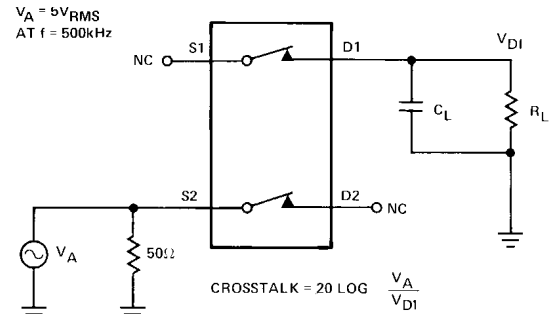 V_A = 5V_RMS
AT f = 500kHz
NC S1 D1 V_D1
C_L R_L
S2 D2 NC
V_A 50Ω
CROSSTALK = 20 LOG V_A / V_D1